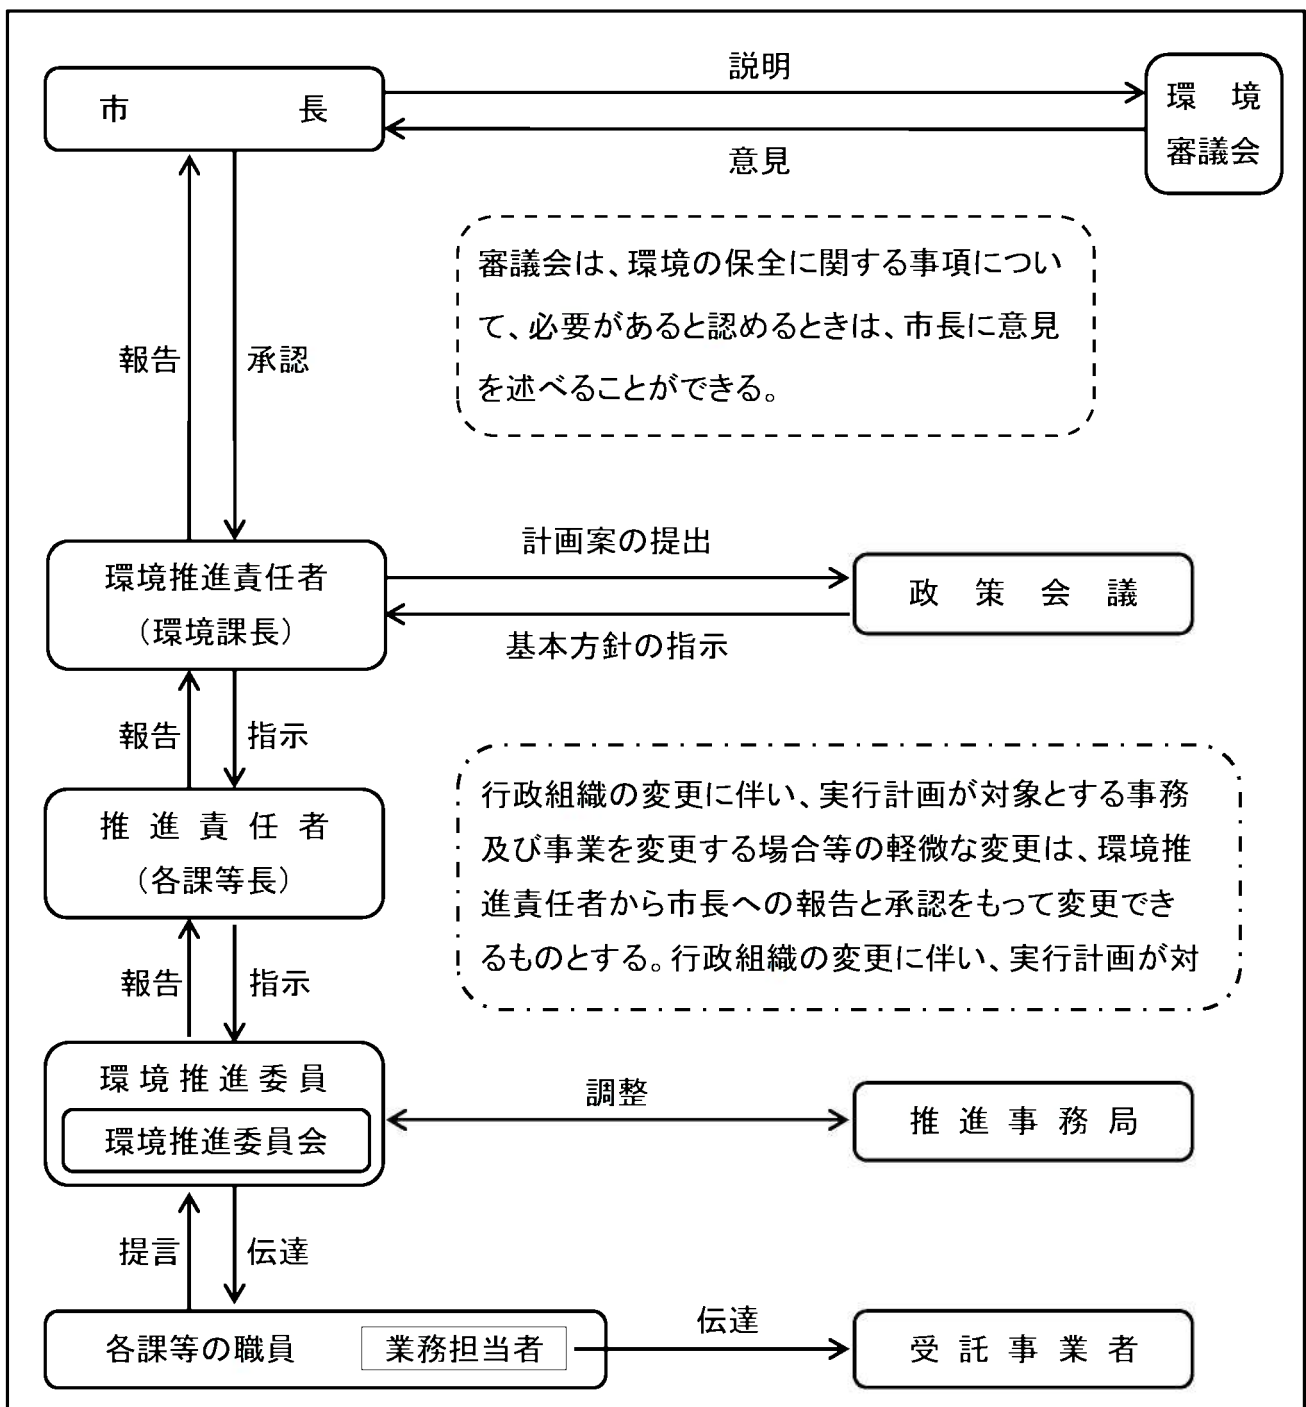 説明
市長
環境
審議会
意見
審議会は、環境の保全に関する事項につい
て、必要があると認めるときは、市長に意見
を述べることができる。
報告
承認
計画案の提出
環境推進責任者
（環境課長）
政策会議
基本方針の指示
報告
指示
推進責任者
（各課等長）
行政組織の変更に伴い、実行計画が対象とする事務
及び事業を変更する場合等の軽微な変更は、環境推
進責任者から市長への報告と承認をもって変更でき
るものとする。行政組織の変更に伴い、実行計画が対
報告
指示
環境推進委員
環境推進委員会
調整
推進事務局
提言
伝達
各課等の職員
業務担当者
伝達
受託事業者